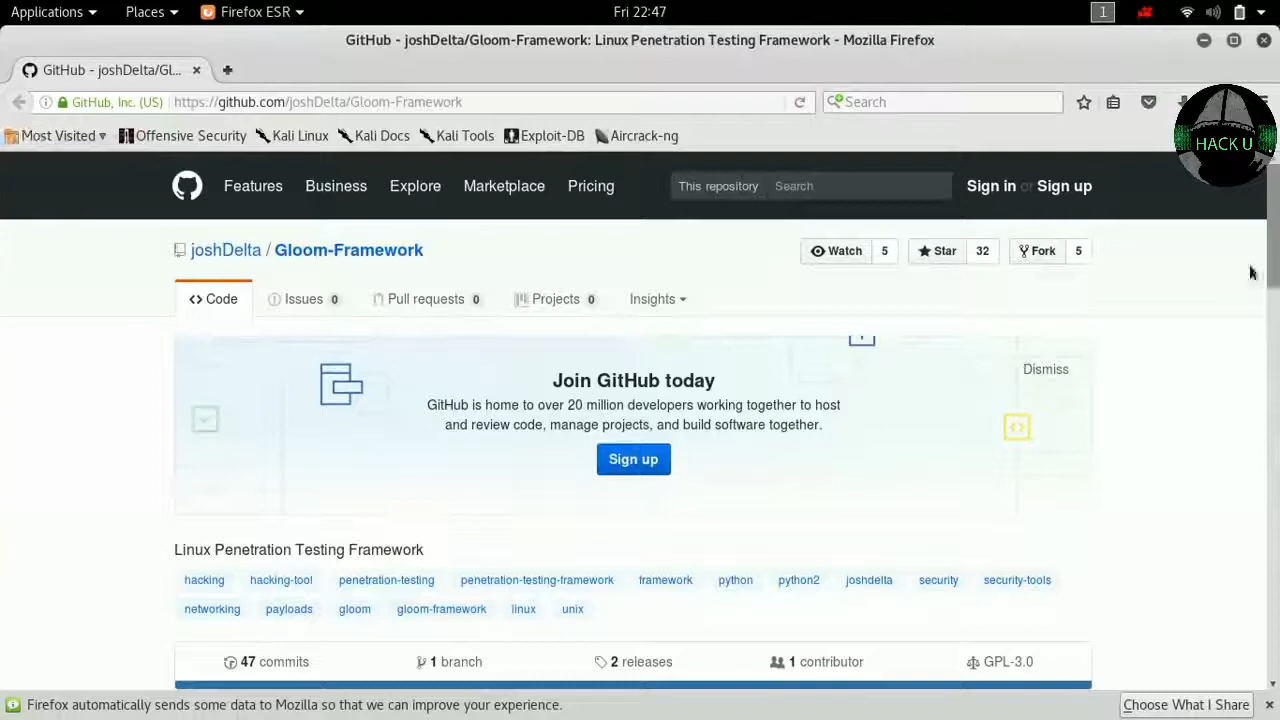 Applications Places Firefox ESR Fri 22:47 1
GitHub - joshDelta/Gloom-Framework: Linux Penetration Testing Framework - Mozilla Firefox
GitHub - joshDelta/Gl...
GitHub, Inc. (US) https://github.com/joshDelta/Gloom-Framework Search
Most Visited Offensive Security Kali Linux Kali Docs Kali Tools Exploit-DB Aircrack-ng
HACK U
Features Business Explore Marketplace Pricing This repository Search Sign in or Sign up
joshDelta / Gloom-Framework Watch 5 Star 32 Fork 5
Code Issues 0 Pull requests 0 Projects 0 Insights
Dismiss
Join GitHub today
GitHub is home to over 20 million developers working together to host
and review code, manage projects, and build software together.
Sign up
Linux Penetration Testing Framework
hacking hacking-tool penetration-testing penetration-testing-framework framework python python2 joshdelta security security-tools
networking payloads gloom gloom-framework linux unix
47 commits 1 branch 2 releases 1 contributor GPL-3.0
Firefox automatically sends some data to Mozilla so that we can improve your experience. Choose What I Share